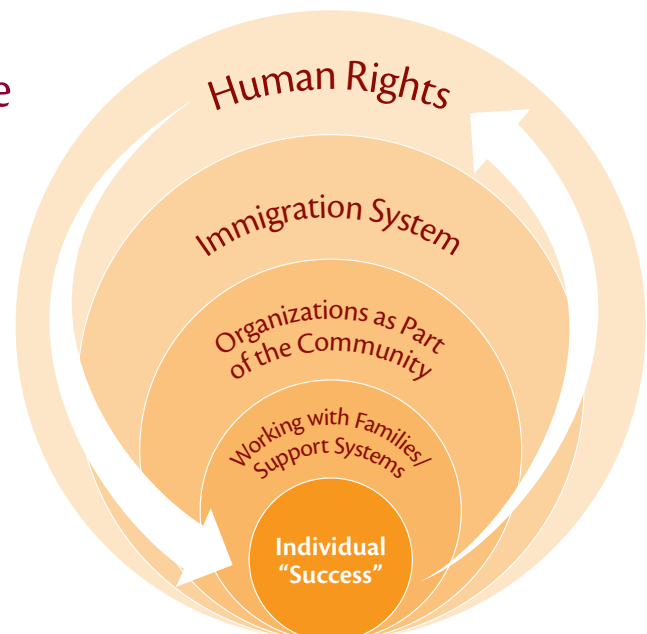 e
Human Rights
Immigration System
Organizations as Part
of the Community
Working with Families/
Support Systems
Individual
“Success”